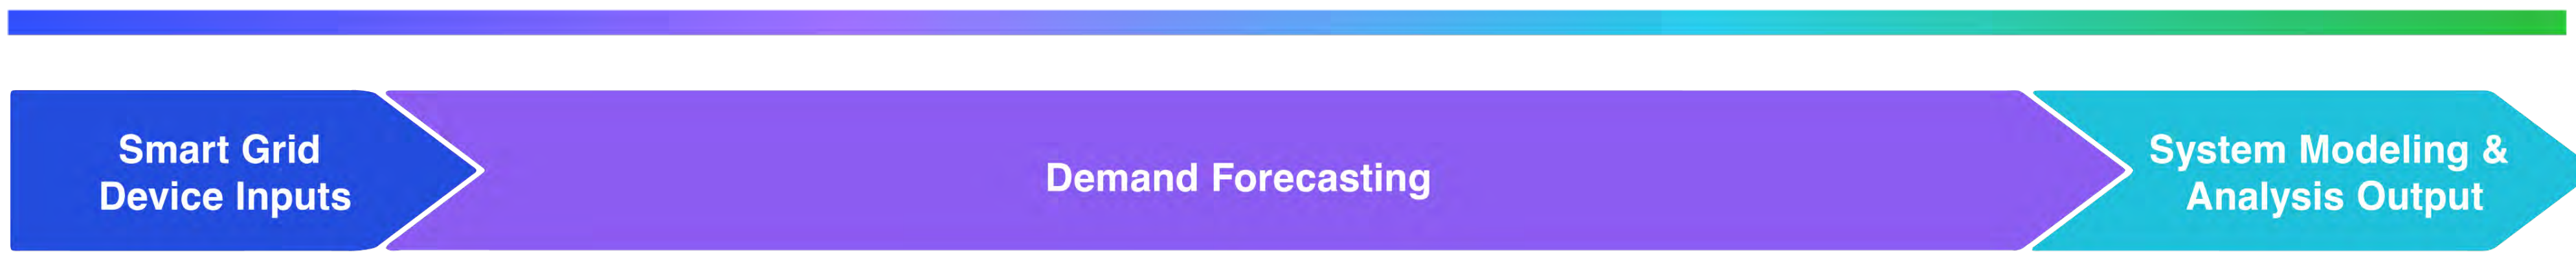 Smart Grid
Device Inputs
Demand Forecasting
System Modeling &
Analysis Output